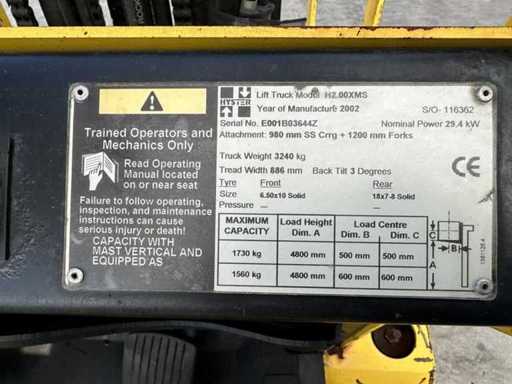 HYSTER
Lift Truck Model H2.00XMS
Year of Manufacture 2002
S/O- 116362
Serial No. E001B03644Z
Nominal Power 29.4 kW
Attachment: 980 mm SS Crrg + 1200 mm Forks
Truck Weight 3240 kg
Tread Width 886 mm Back Tilt 3 Degrees
Tyre Front Rear
Size 6.50x10 Solid 18x7-8 Solid
Pressure - -
CE
Trained Operators and
Mechanics Only
Read Operating
Manual located
on or near seat
Failure to follow operating,
inspection, and maintenance
instructions can cause
serious injury or death!
CAPACITY WITH
MAST VERTICAL AND
EQUIPPED AS
MAXIMUM CAPACITY Load Height Dim. A Load Centre Dim. B Dim. C
1730 kg 4800 mm 500 mm 500 mm
1560 kg 4800 mm 600 mm 600 mm
C
B
A